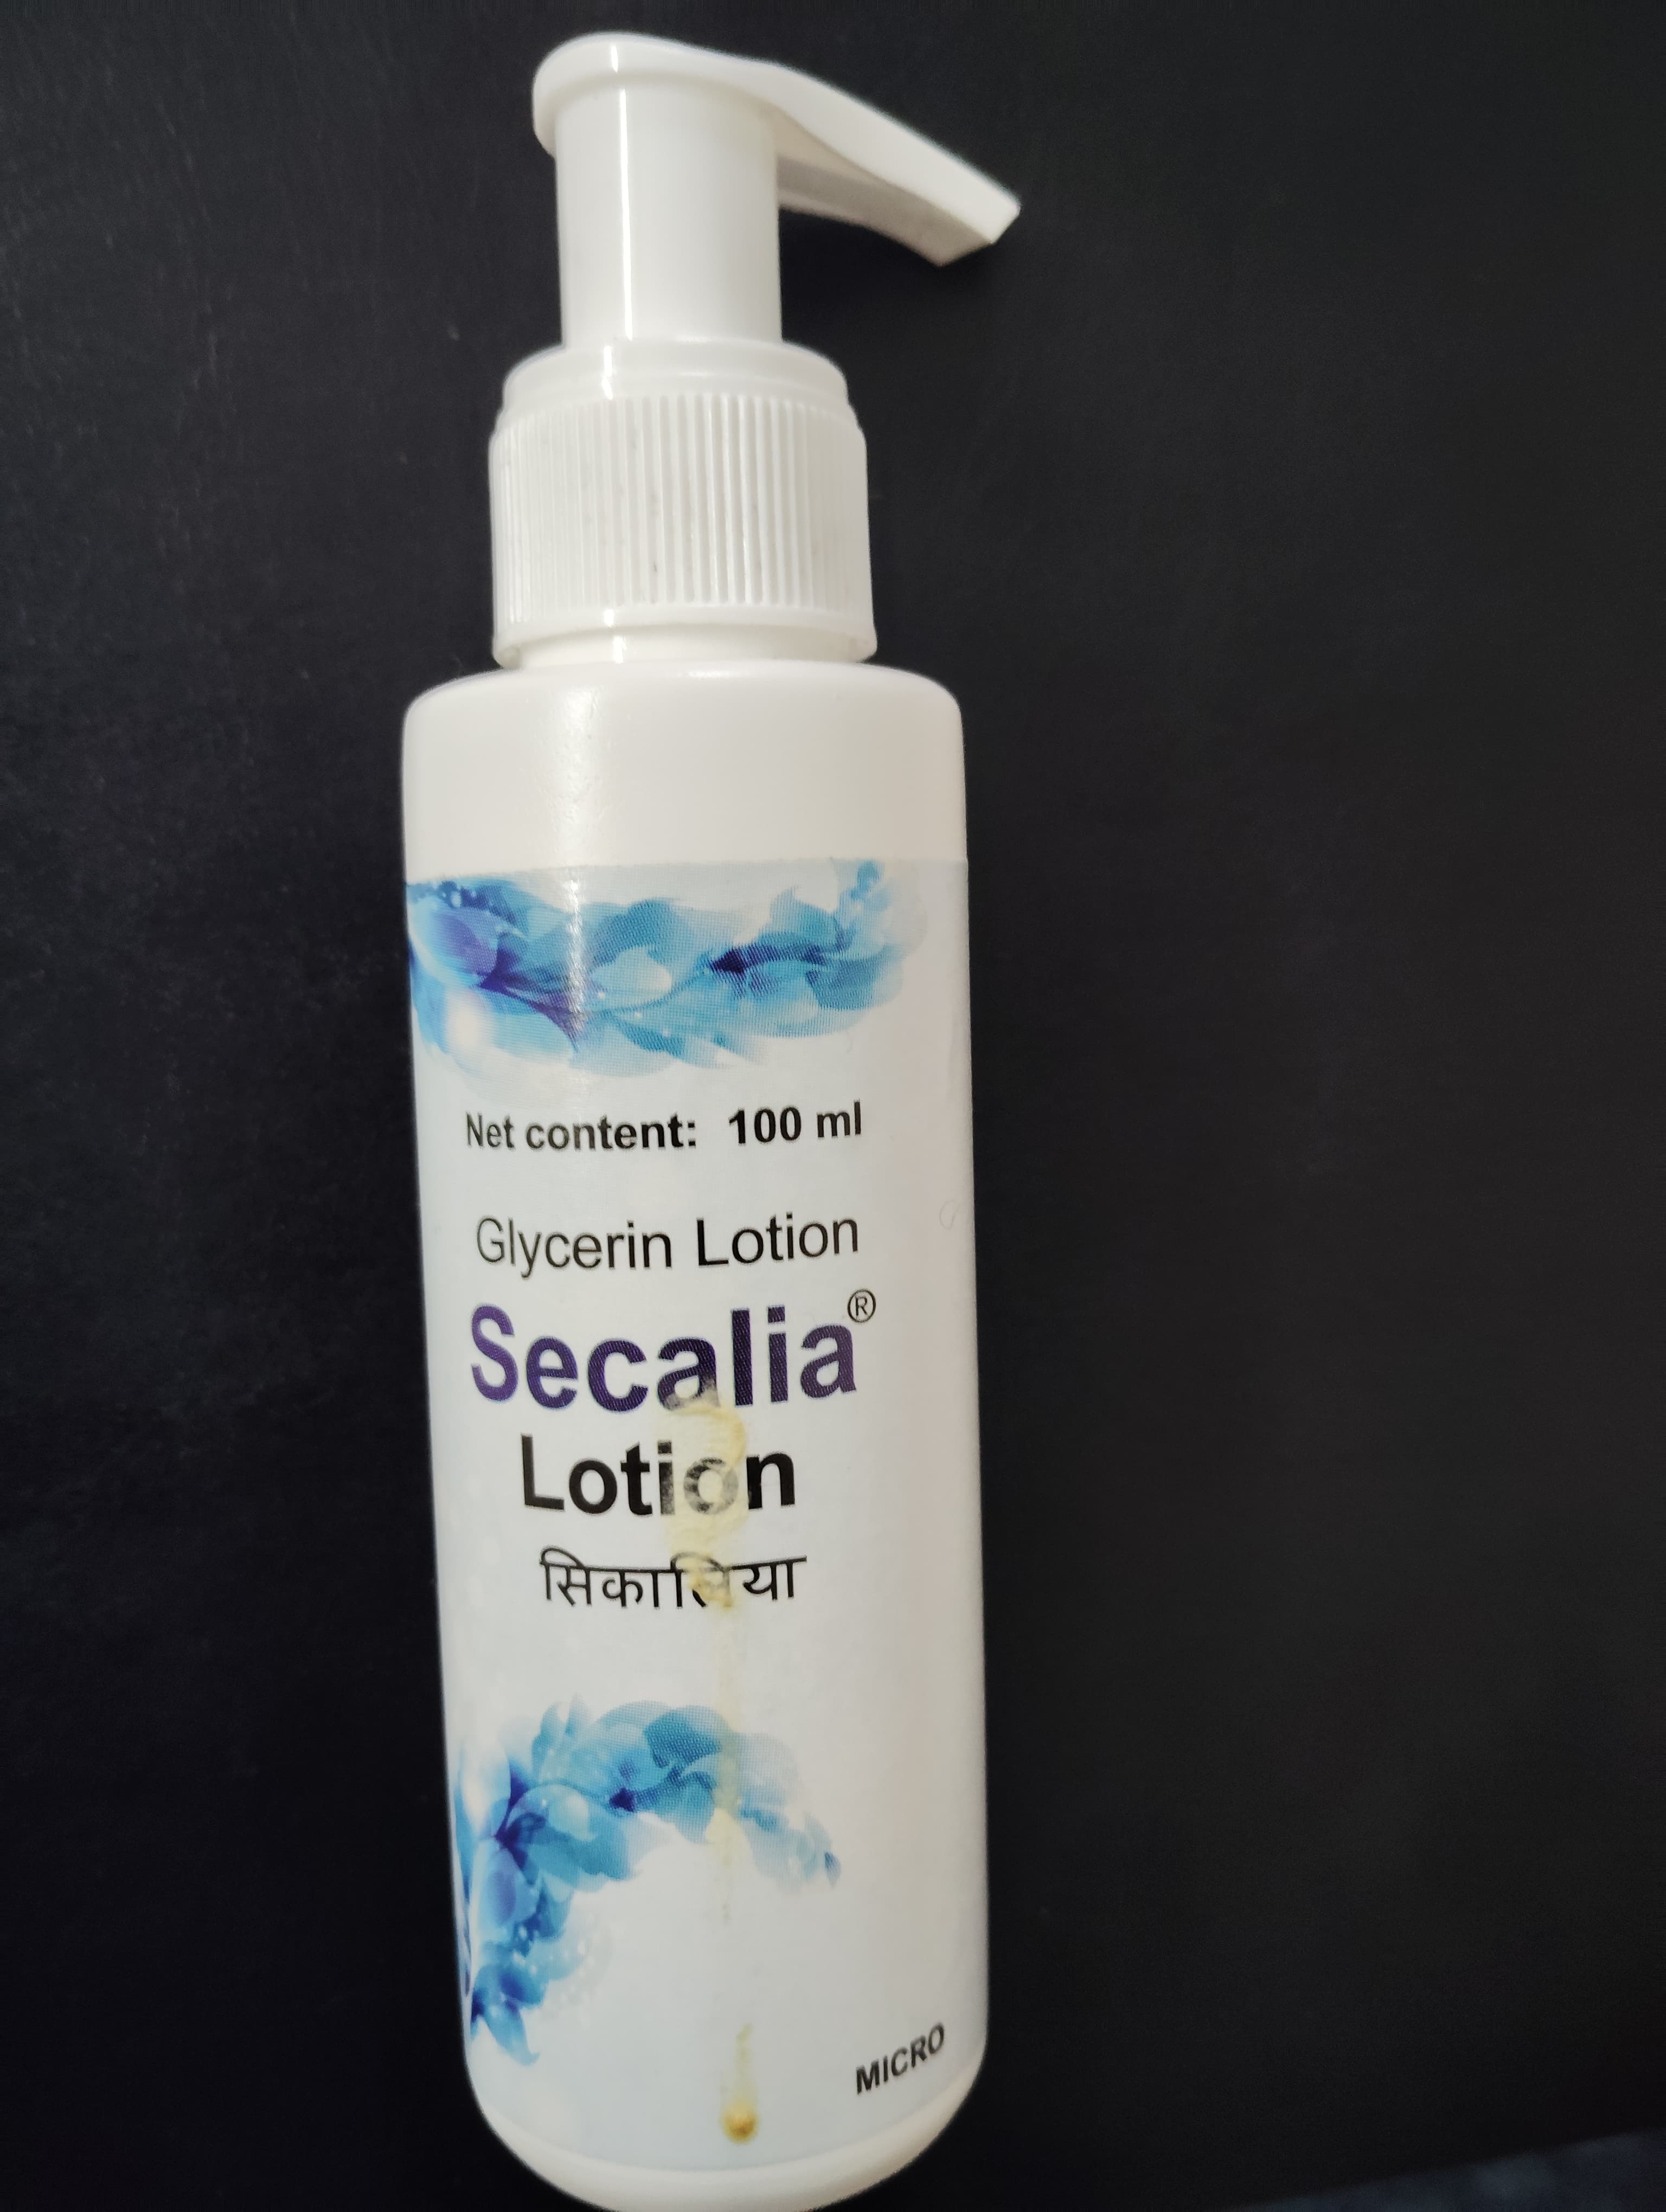 Net content: 100 ml
Glycerin Lotion
Secalia®
Lotion
सिकालिया
MICRO